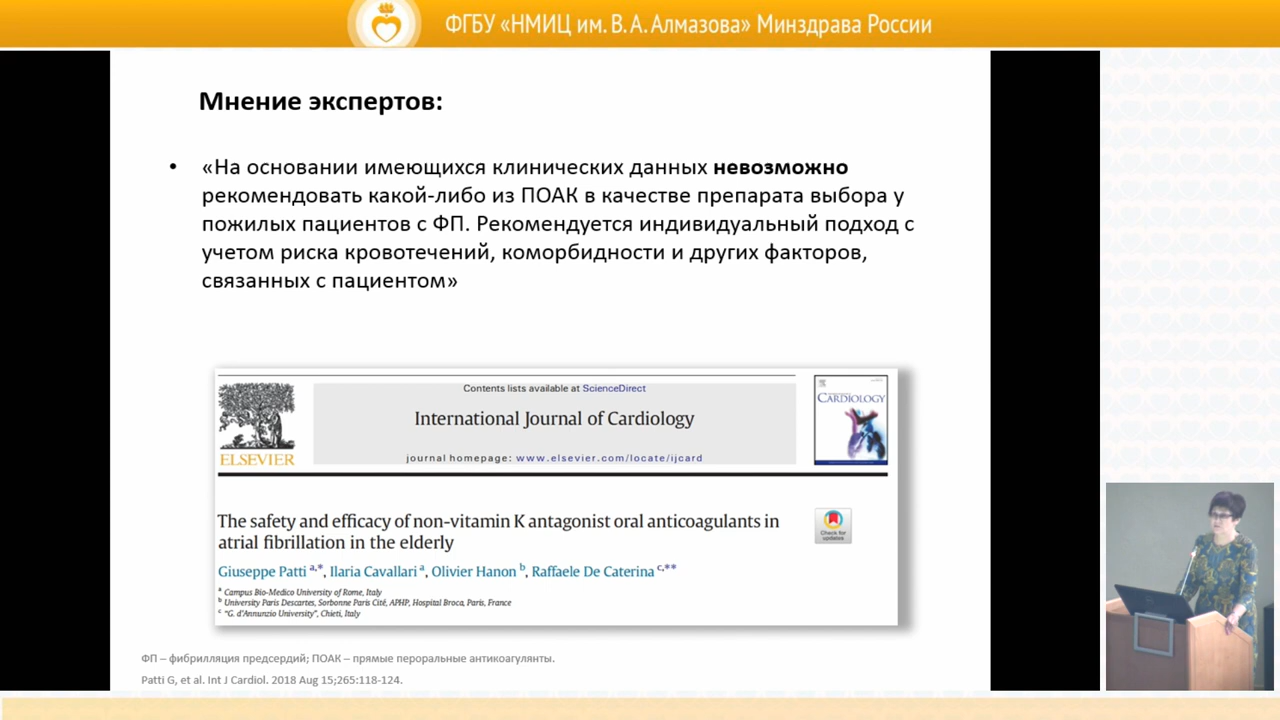 ФГБУ «НМИЦ им. В. А. Алмазова» Минздрава России
Мнение экспертов:
• «На основании имеющихся клинических данных невозможно
рекомендовать какой-либо из ПОАК в качестве препарата выбора у
пожилых пациентов с ФП. Рекомендуется индивидуальный подход с
учетом риска кровотечений, коморбидности и других факторов,
связанных с пациентом»
Contents lists available at ScienceDirect
International Journal of Cardiology
journal homepage: www.elsevier.com/locate/ijcard
ELSEVIER
CARDIOLOGY
The safety and efficacy of non-vitamin K antagonist oral anticoagulants in
atrial fibrillation in the elderly
Check for
updates
Giuseppe Patti a,*, Ilaria Cavallari a, Olivier Hanon b, Raffaele De Caterina c,**
a Campus Bio-Medico University of Rome, Italy
b University Paris Descartes, Sorbonne Paris Cité, APHP, Hospital Broca, Paris, France
c "G. d'Annunzio University", Chieti, Italy
ФП – фибрилляция предсердий; ПОАК – прямые пероральные антикоагулянты.
Patti G, et al. Int J Cardiol. 2018 Aug 15;265:118-124.